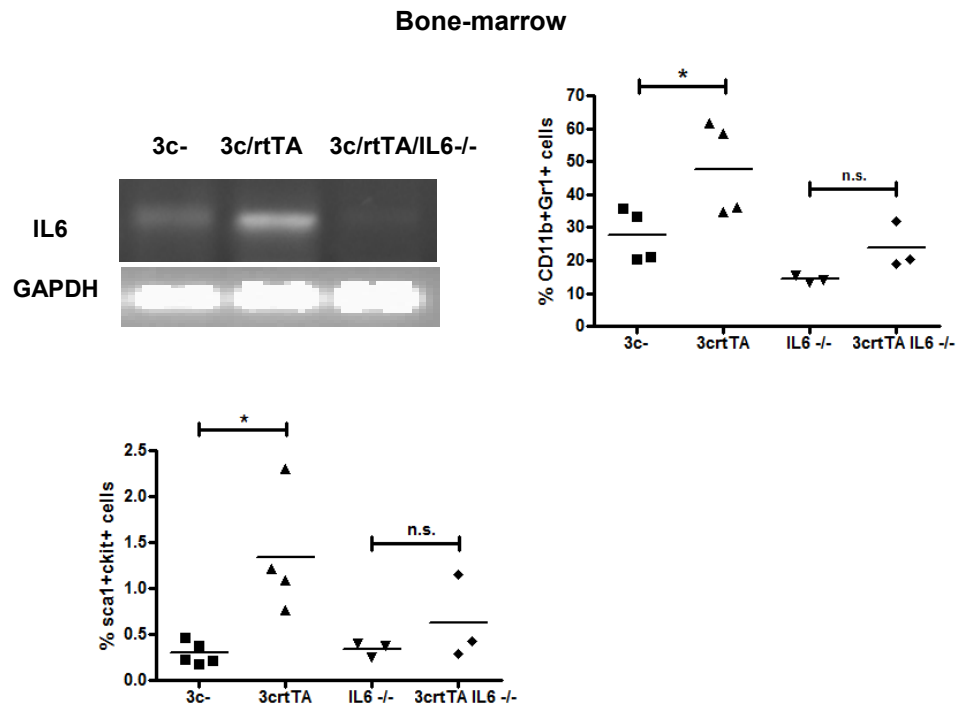 Bone-marrow
3c- 3c/rtTA 3c/rtTA/IL6-/-
IL6
GAPDH
% CD11b+Gr1+ cells
70
60
50
40
30
20
10
0
*
n.s.
3c- 3crtTA IL6 -/- 3crtTA IL6 -/-
% sca1+ckit+ cells
2.5
2.0
1.5
1.0
0.5
0.0
*
n.s.
3c- 3crtTA IL6 -/- 3crtTA IL6 -/-